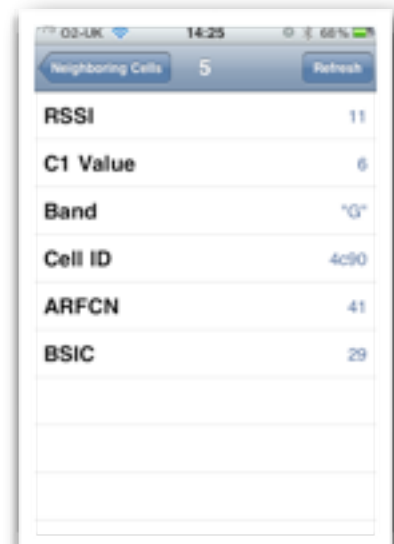 O2-UK 14:25 68%
Neighboring Cells 5 Refresh
RSSI 11
C1 Value 6
Band "G"
Cell ID 4c90
ARFCN 41
BSIC 29